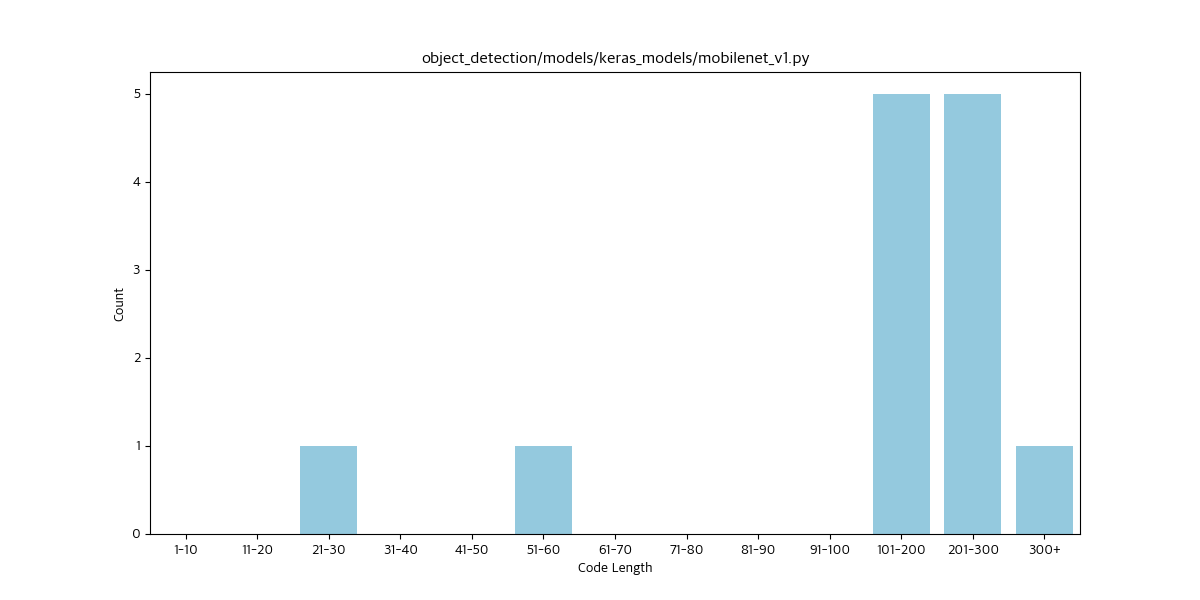 object_detection/models/keras_models/mobilenet_v1.py
5
4
3
2
1
0
Count
1-10 11-20 21-30 31-40 41-50 51-60 61-70 71-80 81-90 91-100 101-200 201-300 300+
Code Length